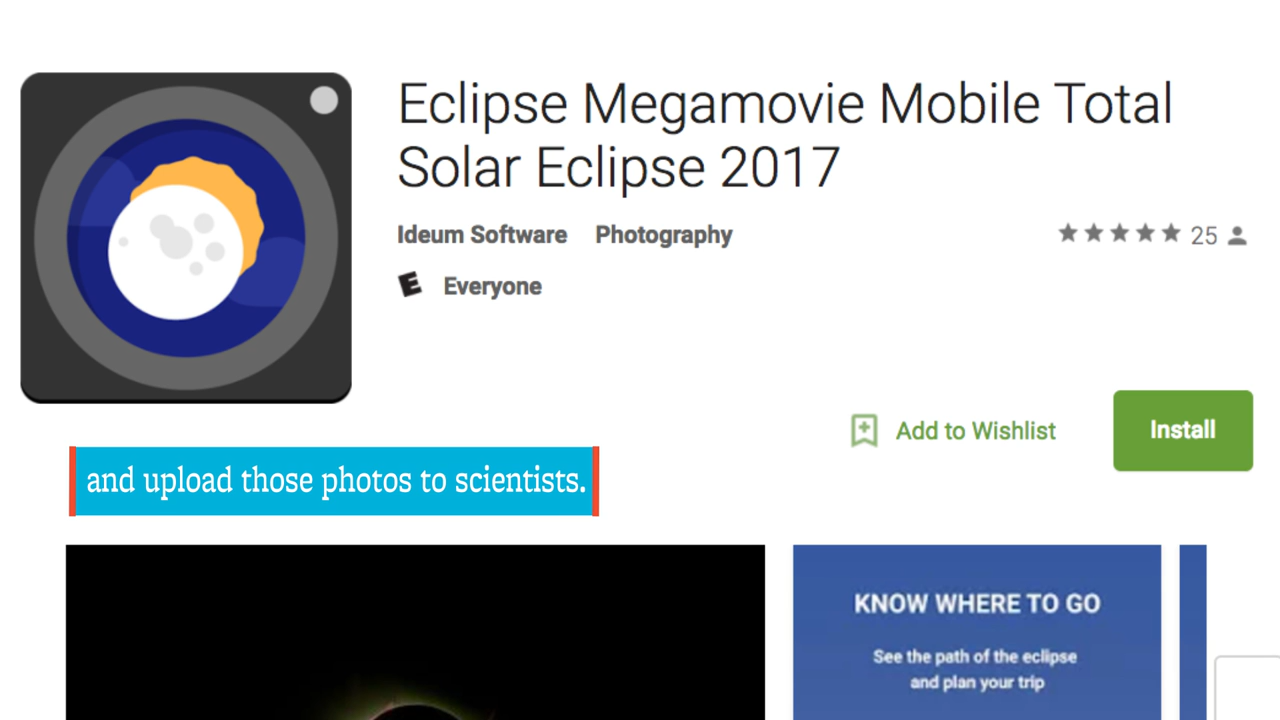 Eclipse Megamovie Mobile Total
Solar Eclipse 2017
Ideum Software Photography
25
E Everyone
Add to Wishlist
Install
and upload those photos to scientists.
KNOW WHERE TO GO
See the path of the eclipse
and plan your trip